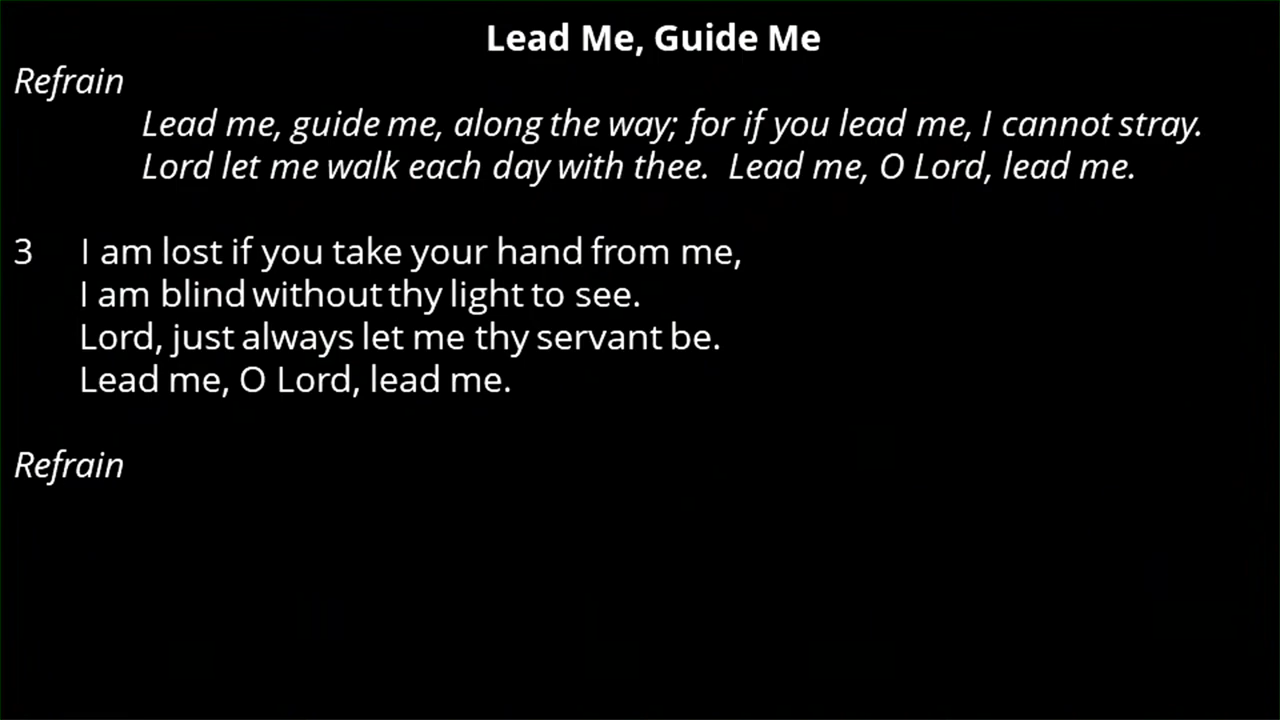 Lead Me, Guide Me
Refrain
Lead me, guide me, along the way; for if you lead me, I cannot stray.
Lord let me walk each day with thee. Lead me, O Lord, lead me.
3 I am lost if you take your hand from me,
I am blind without thy light to see.
Lord, just always let me thy servant be.
Lead me, O Lord, lead me.
Refrain